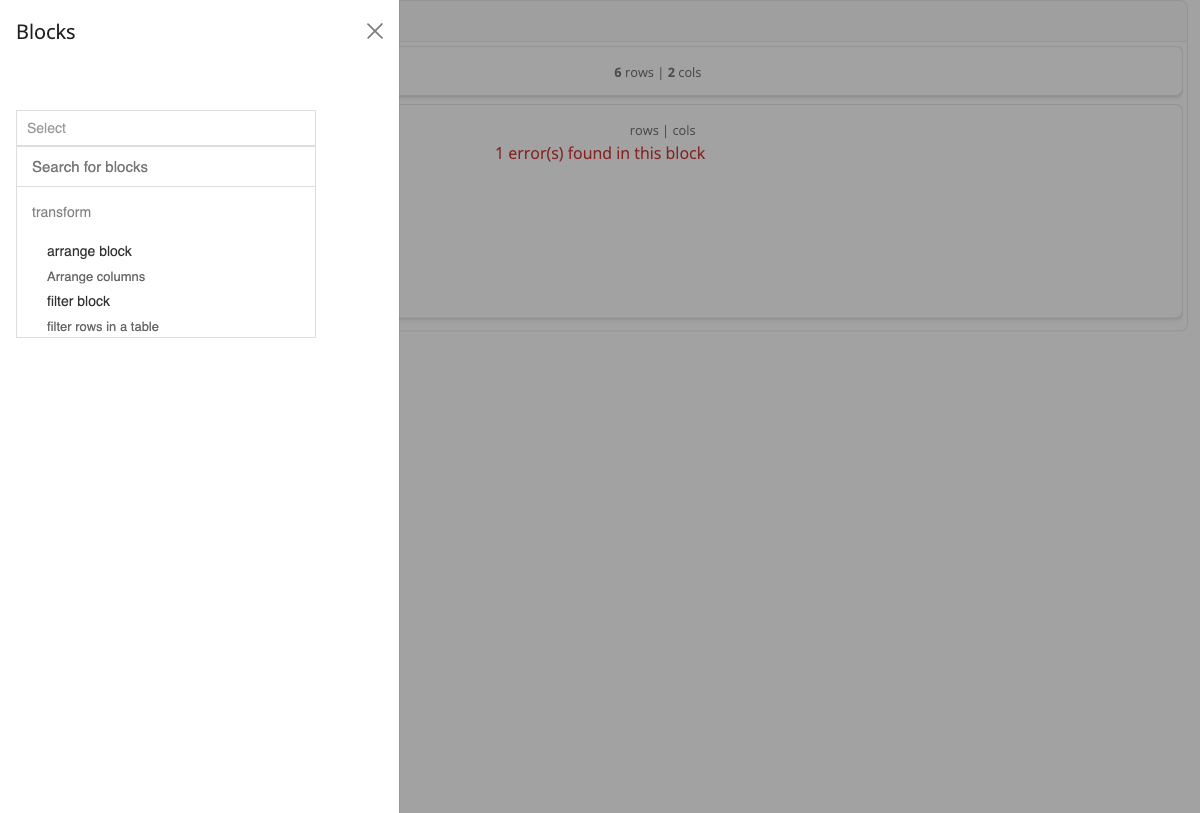 Blocks
Select
Search for blocks
transform
arrange block
Arrange columns
filter block
filter rows in a table
6 rows | 2 cols
rows | cols
1 error(s) found in this block